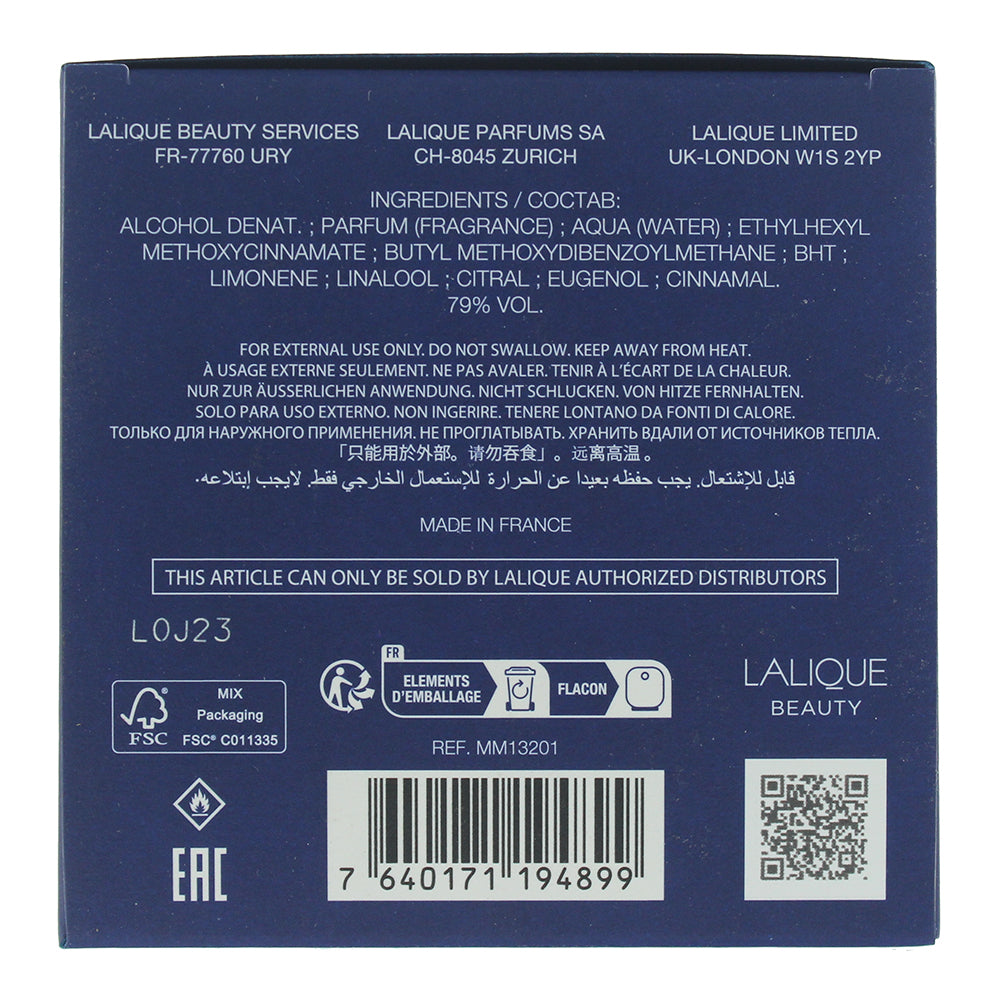 LALIQUE BEAUTY SERVICES
FR-77760 URY
LALIQUE PARFUMS SA
CH-8045 ZURICH
LALIQUE LIMITED
UK-LONDON W1S 2YP
INGREDIENTS / COCTAB:
ALCOHOL DENAT. ; PARFUM (FRAGRANCE) ; AQUA (WATER) ; ETHYLHEXYL
METHOXYCINNAMATE ; BUTYL METHOXYDIBENZOYLMETHANE ; BHT ;
LIMONENE ; LINALOOL ; CITRAL ; EUGENOL ; CINNAMAL.
79% VOL.
FOR EXTERNAL USE ONLY. DO NOT SWALLOW. KEEP AWAY FROM HEAT.
À USAGE EXTERNE SEULEMENT. NE PAS AVALER. TENIR À L'ÉCART DE LA CHALEUR.
NUR ZUR ÄUSSERLICHEN ANWENDUNG. NICHT SCHLUCKEN. VON HITZE FERNHALTEN.
SOLO PARA USO EXTERNO. NON INGERIRE. TENERE LONTANO DA FONTI DI CALORE.
ТОЛЬКО ДЛЯ НАРУЖНОГО ПРИМЕНЕНИЯ. НЕ ПРОГЛАТЫВАТЬ. ХРАНИТЬ ВДАЛИ ОТ ИСТОЧНИКОВ ТЕПЛА.
「只能用於外部。请勿吞食」。远离高温。
قابل للإشتعال. يجب حفظه بعيدا عن الحرارة للإستعمال الخارجي فقط. لايجب إبتلاعه.
MADE IN FRANCE
THIS ARTICLE CAN ONLY BE SOLD BY LALIQUE AUTHORIZED DISTRIBUTORS
L0J23
FR
ELEMENTS
D'EMBALLAGE
FLACON
LALIQUE
BEAUTY
MIX
Packaging
FSC
FSC® C011335
REF. MM13201
EAC
7 640171 194899